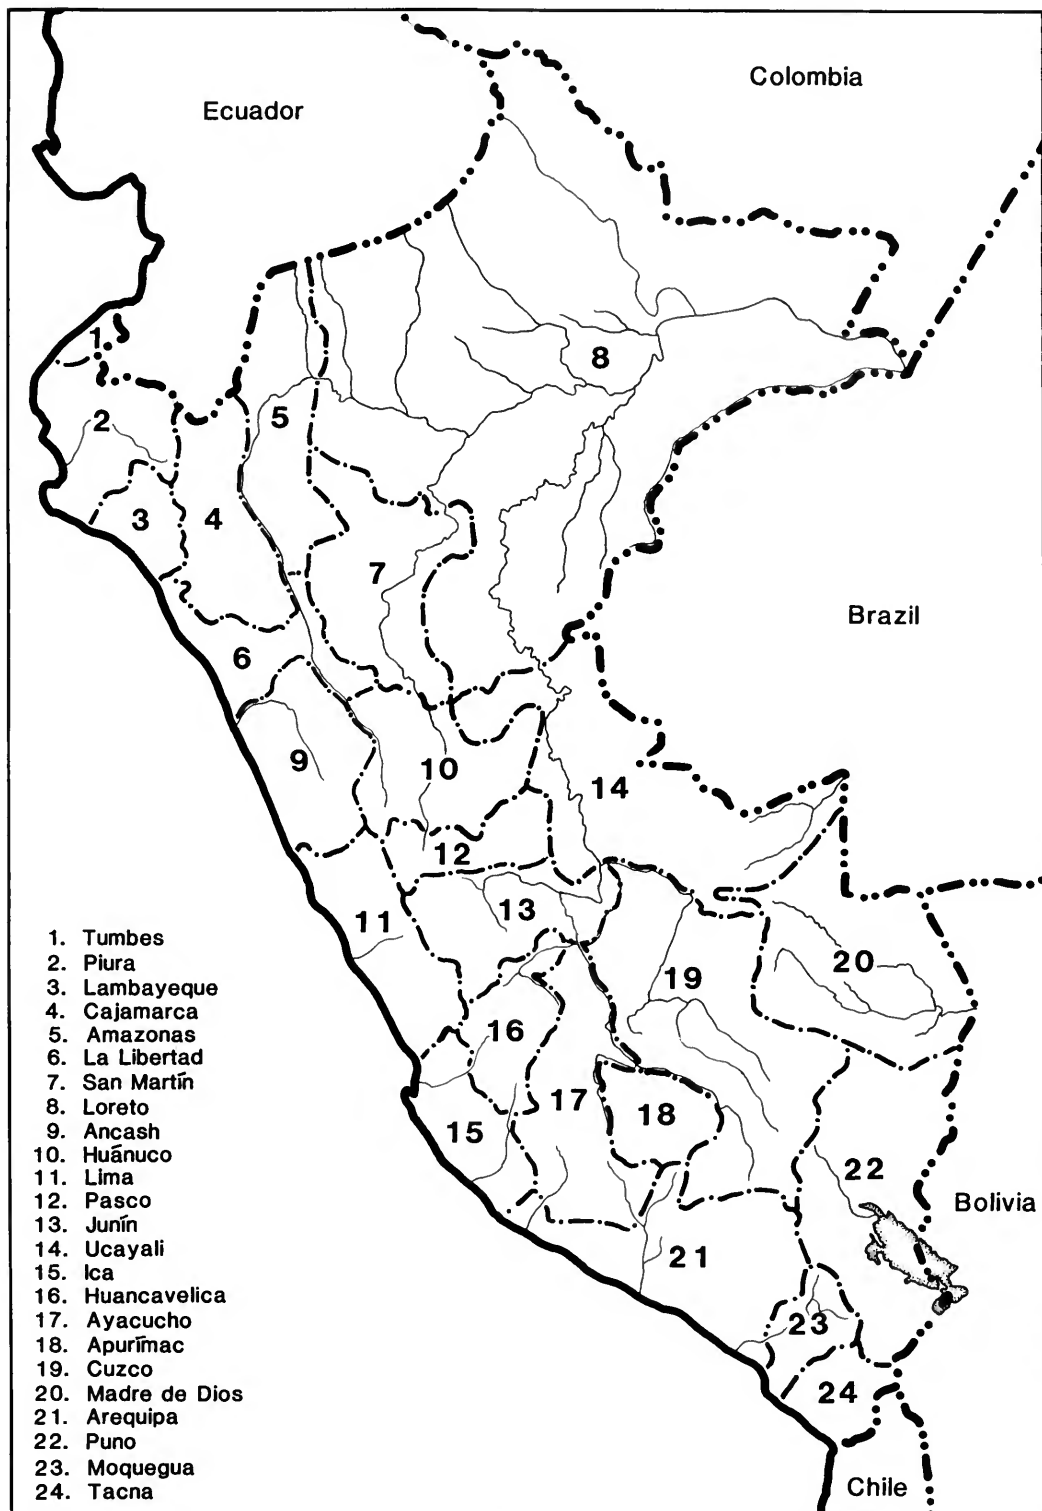 Colombia
Ecuador
1
8
2
5
3
4
7
Brazil
6
9
10
14
12
13
11
20
19
16
17
18
15
22
Bolivia
21
23
24
Chile
1. Tumbes
2. Piura
3. Lambayeque
4. Cajamarca
5. Amazonas
6. La Libertad
7. San Martín
8. Loreto
9. Ancash
10. Huánuco
11. Lima
12. Pasco
13. Junín
14. Ucayali
15. Ica
16. Huancavelica
17. Ayacucho
18. Apurímac
19. Cuzco
20. Madre de Dios
21. Arequipa
22. Puno
23. Moquegua
24. Tacna